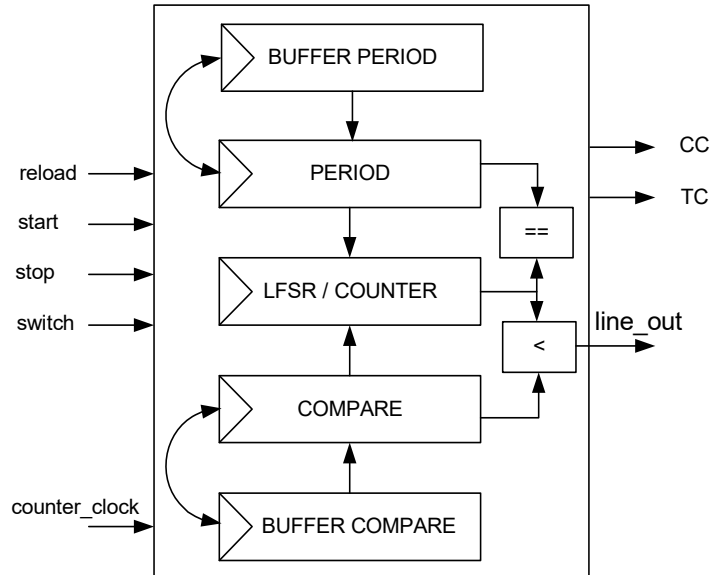 BUFFER PERIOD
PERIOD
CC
reload
TC
start
==
stop
LFSR / COUNTER
switch
line_out
<
COMPARE
counter_clock
BUFFER COMPARE